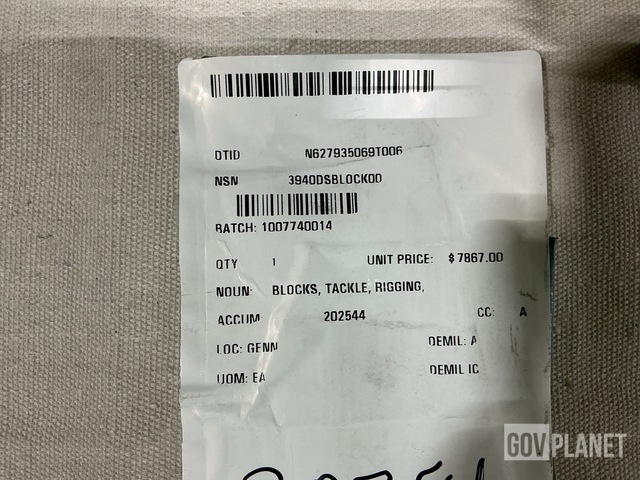 DTID N627935069T006
NSN 3940DSBLOCK00
BATCH: 1007740014
QTY 1 UNIT PRICE: $ 7867.00
NOUN: BLOCKS, TACKLE, RIGGING,
ACCUM: 202544 CC: A
LOC: GENN DEMIL: A
UOM: EA DEMIL IC
GOVPLANET